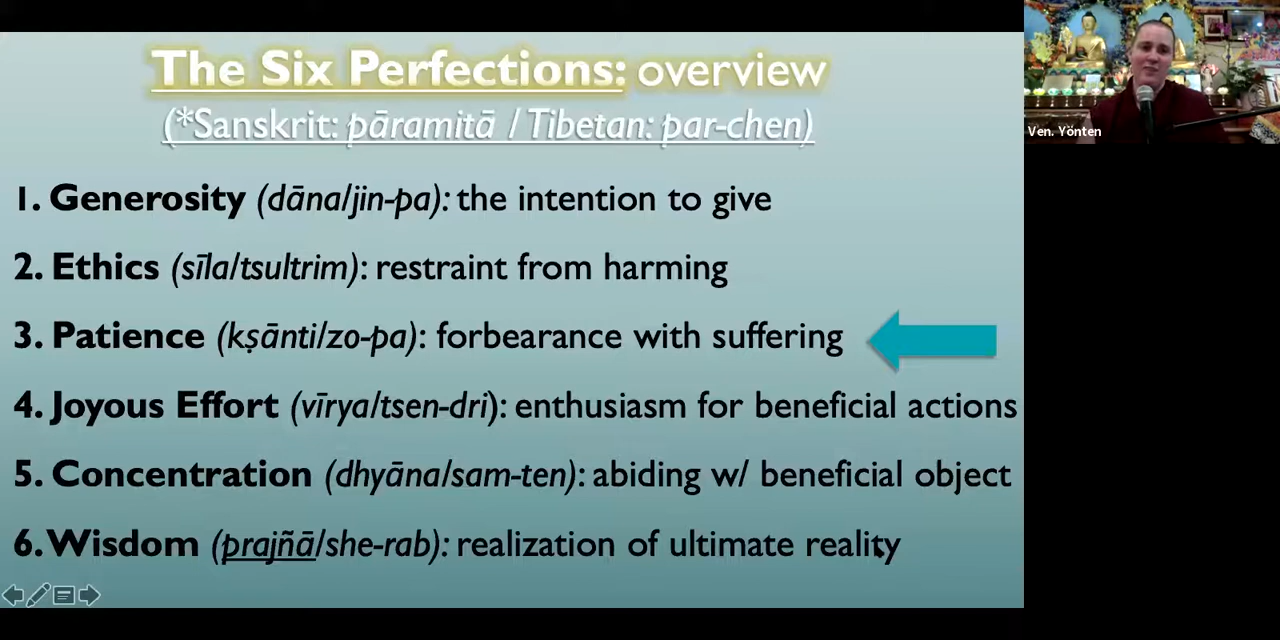 The Six Perfections: overview
(*Sanskrit: pāramitā / Tibetan: par-chen)
1. Generosity (dāna/jin-pa): the intention to give
2. Ethics (sīla/tsultrim): restraint from harming
3. Patience (kṣānti/zo-pa): forbearance with suffering
4. Joyous Effort (vīrya/tsen-dri): enthusiasm for beneficial actions
5. Concentration (dhyāna/sam-ten): abiding w/ beneficial object
6. Wisdom (prajñā/she-rab): realization of ultimate reality
Ven. Yönten